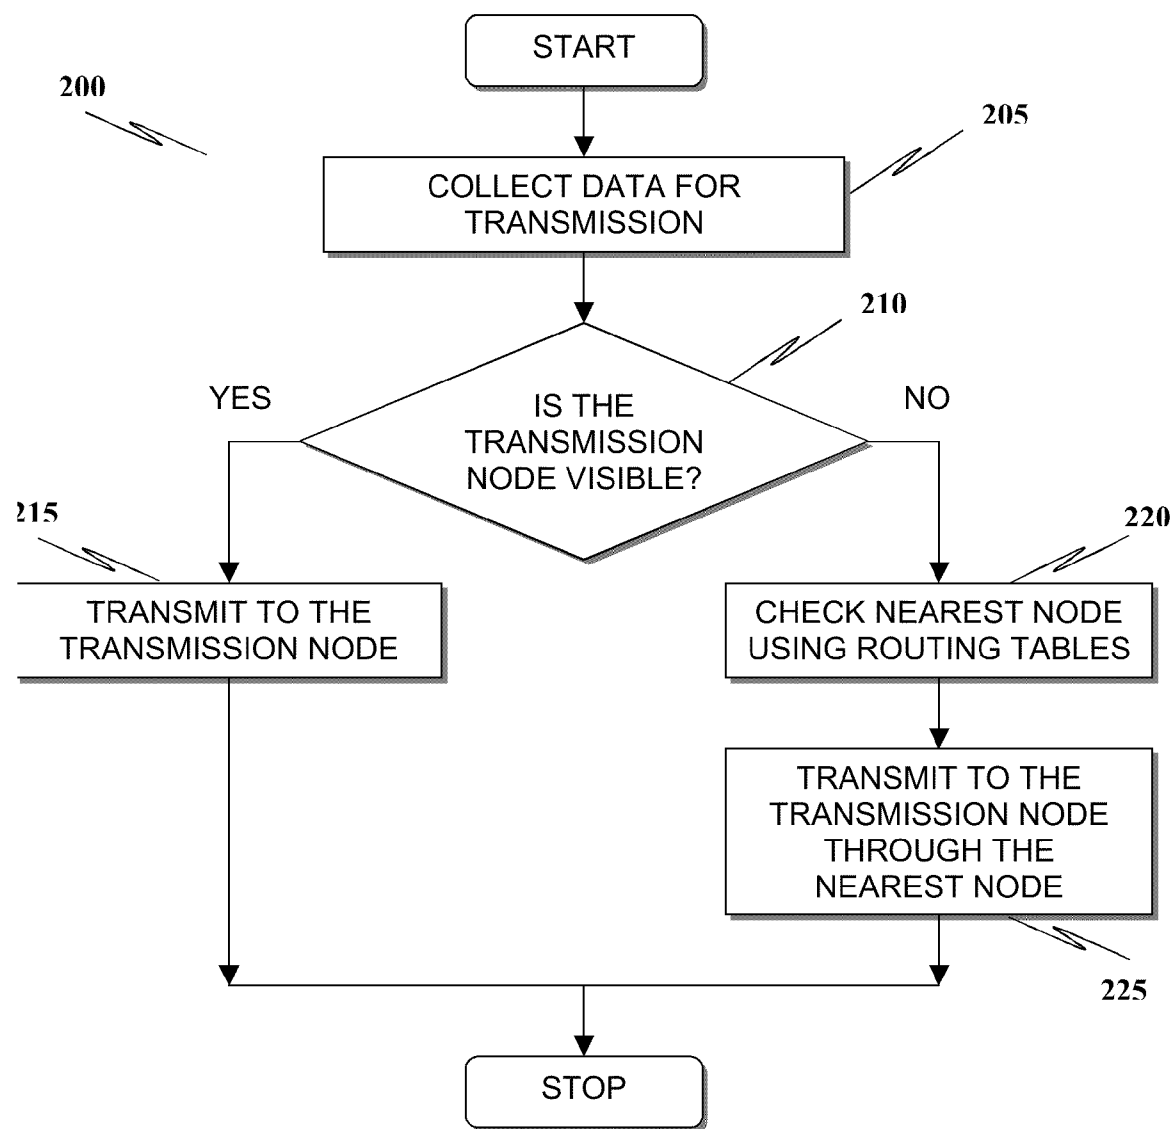 START
200
205
COLLECT DATA FOR
TRANSMISSION
210
YES
NO
IS THE
TRANSMISSION
NODE VISIBLE?
215
220
TRANSMIT TO THE
TRANSMISSION NODE
CHECK NEAREST NODE
USING ROUTING TABLES
TRANSMIT TO THE
TRANSMISSION NODE
THROUGH THE
NEAREST NODE
225
STOP